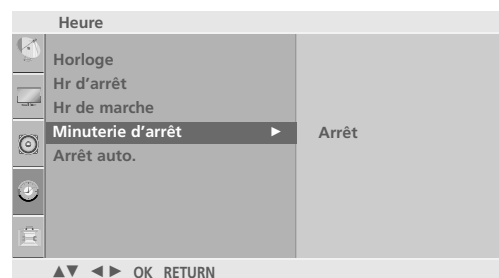 Heure
Horloge
Hr d'arrêt
Hr de marche
Minuterie d'arrêt ► Arrêt
Arrêt auto.
▲▼ ◄► OK RETURN